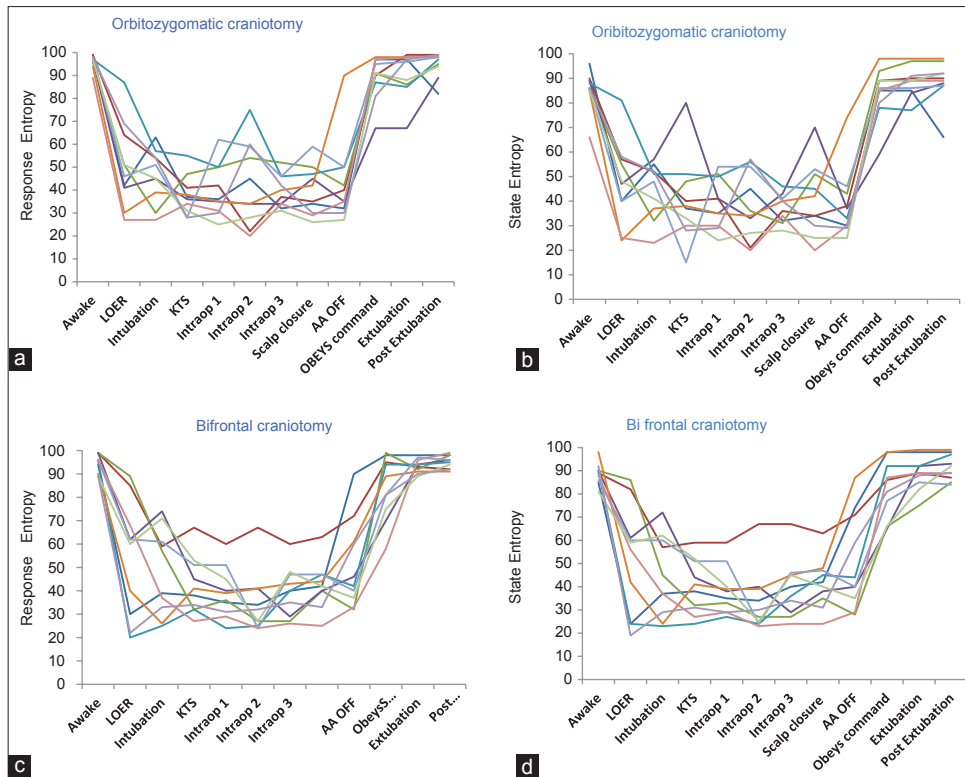 Orbitozygomatic craniotomy
Response Entropy
100
90
80
70
60
50
40
30
20
10
0
Awake
LOER
Intubation
KTS
Intraop 1
Intraop 2
Intraop 3
Scalp closure
AA OFF
OBEYS command
Extubation
Post Extubation
a
Oribitozygomatic craniotomy
State Entropy
100
90
80
70
60
50
40
30
20
10
0
Awake
LOER
Intubation
KTS
Intraop 1
Intraop 2
Intraop 3
Scalp closure
AA OFF
Obeys command
Extubation
Post Extubation
b
Bifrontal craniotomy
Response Entropy
100
90
80
70
60
50
40
30
20
10
0
Awake
LOER
Intubation
KTS
Intraop 1
Intraop 2
Intraop 3
AA OFF
ObeysS...
Extubation
Post...
c
Bi frontal craniotomy
State Entropy
100
90
80
70
60
50
40
30
20
10
0
Awake
LOER
Intubation
KTS
Intraop 1
Intraop 2
Intraop 3
Scalp closure
AA OFF
Obeys command
Extubation
Post Extubation
d